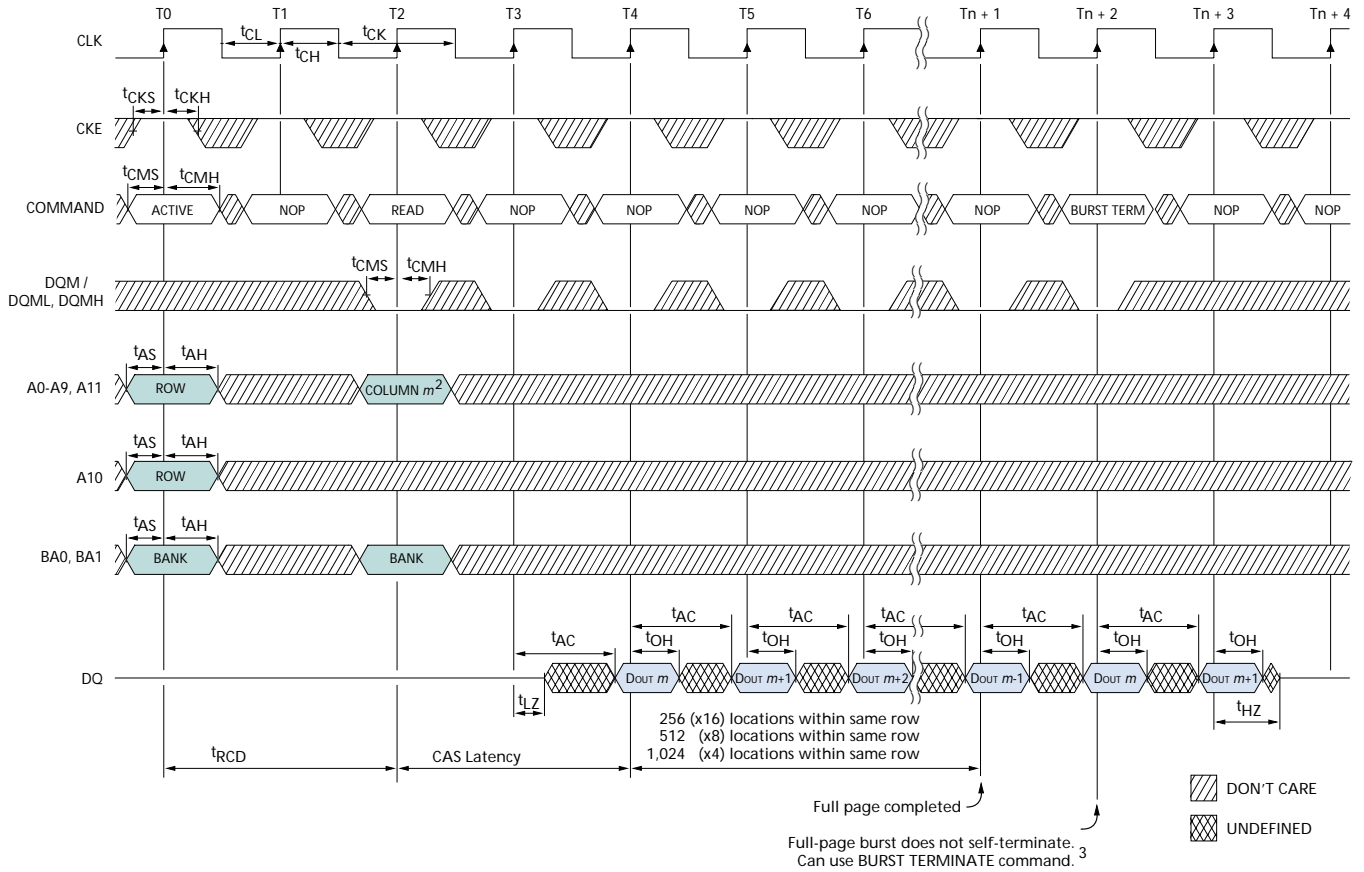 T0 T1 T2 T3 T4 T5 T6 Tn + 1 Tn + 2 Tn + 3 Tn + 4
CLK tCL tCH tCK
tCKS tCKH
CKE
tCMS tCMH
COMMAND ACTIVE NOP READ NOP NOP NOP NOP NOP BURST TERM NOP NOP
tCMS tCMH
DQM /
DQML, DQMH
tAS tAH
A0-A9, A11 ROW COLUMN m2
tAS tAH
A10 ROW
tAS tAH
BA0, BA1 BANK BANK
tAC tAC tAC tAC tAC tAC
tOH tOH tOH tOH tOH tOH
DQ DOUT m DOUT m+1 DOUT m+2 DOUT m-1 DOUT m DOUT m+1
tLZ tHZ
256 (x16) locations within same row
512 (x8) locations within same row
1,024 (x4) locations within same row
tRCD CAS Latency
Full page completed
Full-page burst does not self-terminate.
Can use BURST TERMINATE command. 3
DON'T CARE
UNDEFINED